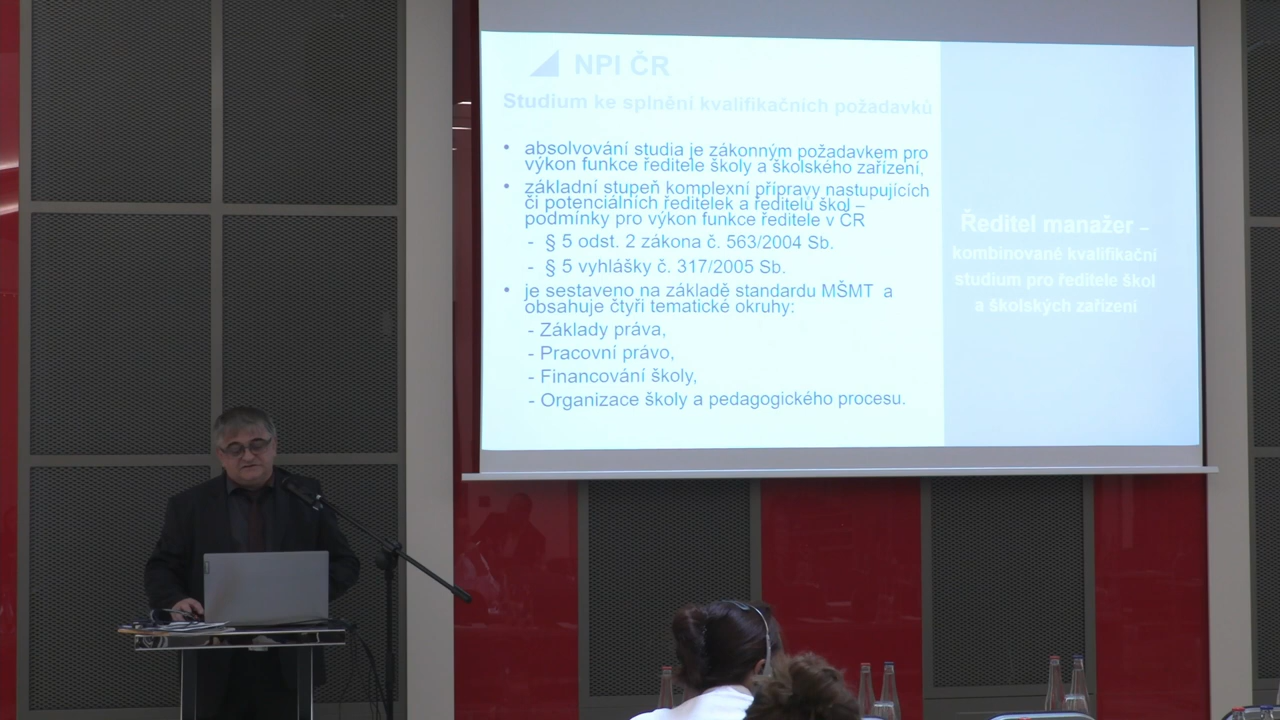 NPI ČR
Studium ke splnění kvalifikačních požadavků
• absolvování studia je zákonným požadavkem pro
výkon funkce ředitele školy a školského zařízení,
• základní stupeň komplexní přípravy nastupujících
či potenciálních ředitelek a ředitelů škol –
podmínky pro výkon funkce ředitele v ČR
- § 5 odst. 2 zákona č. 563/2004 Sb.
- § 5 vyhlášky č. 317/2005 Sb.
• je sestaveno na základě standardu MŠMT a
obsahuje čtyři tematické okruhy:
- Základy práva,
- Pracovní právo,
- Financování školy,
- Organizace školy a pedagogického procesu.
Ředitel manažer –
kombinované kvalifikační
studium pro ředitele škol
a školských zařízení